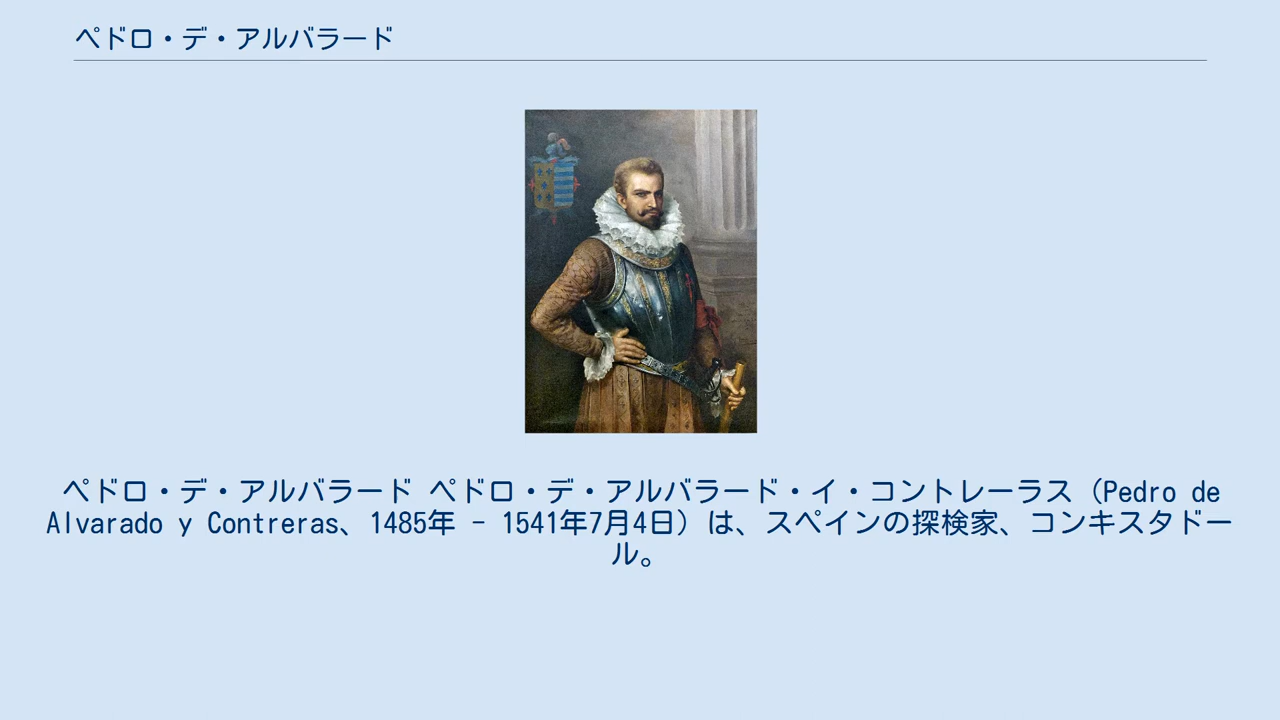 ペドロ・デ・アルバラード
ペドロ・デ・アルバラード ペドロ・デ・アルバラード・イ・コントレーラス（Pedro de
Alvarado y Contreras、1485年 - 1541年7月4日）は、スペインの探検家、コンキスタドー
ル。